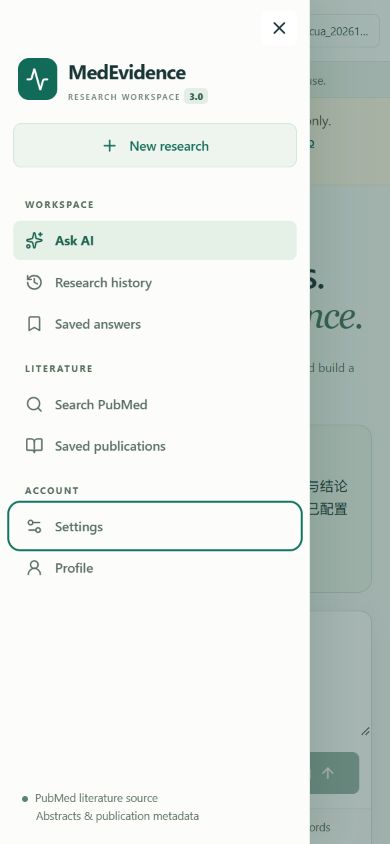 cua_20261...
MedEvidence
RESEARCH WORKSPACE 3.0
use.
only.
New research
WORKSPACE
Ask AI
s.
Research history
nce.
Saved answers
LITERATURE
d build a
Search PubMed
Saved publications
ACCOUNT
与结论
Settings
已配置
Profile
PubMed literature source
Abstracts & publication metadata
ords